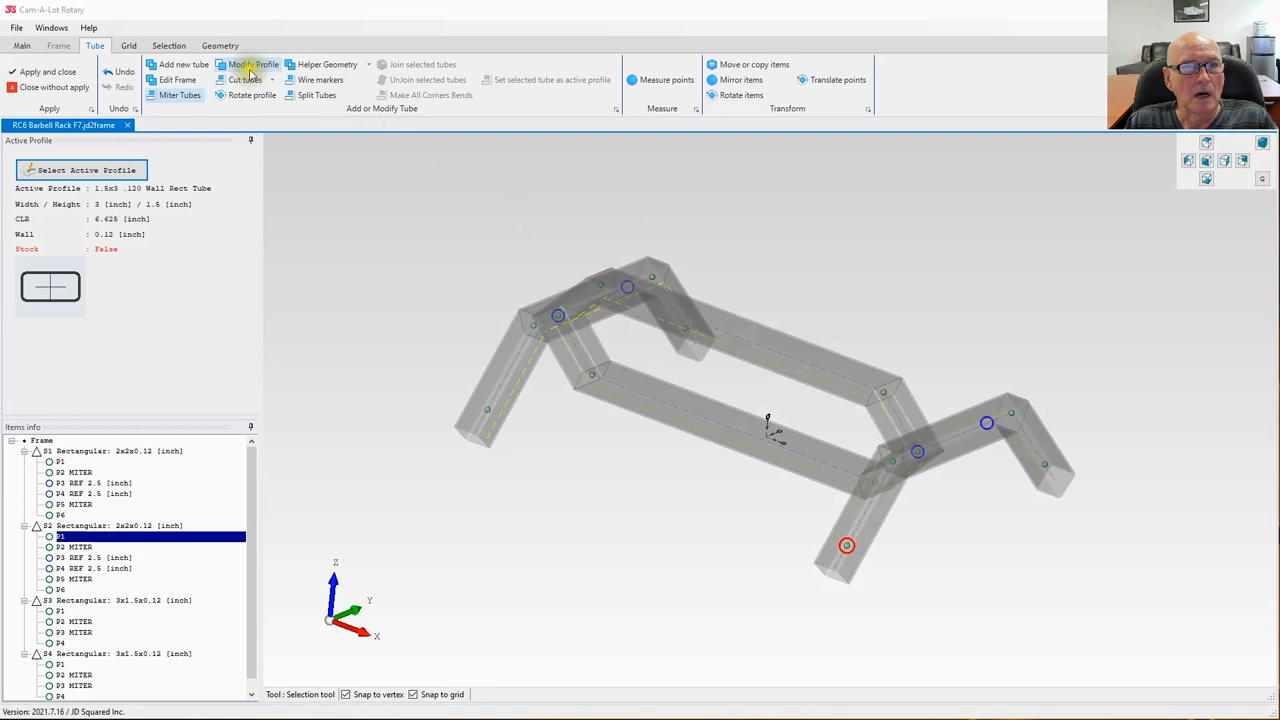 Cam-A-Lot Rotary
File Windows Help
Main Frame Tube Grid Selection Geometry
Apply and close
Close without apply
Apply
Undo
Redo
Undo
Add new tube Modify Profile Helper Geometry Join selected tubes
Edit Frame Cut tubes Wire markers UnJoin selected tubes Set selected tube as active profile
Miter Tubes Rotate profile Split Tubes Make All Corners Bends
Add or Modify Tube
Measure points
Measure
Move or copy items
Mirror items Translate points
Rotate items
Transform
RC6 Barbell Rack F7.jd2frame ×
Active Profile
Select Active Profile
Active Profile : 1.5x3 .120 Wall Rect Tube
Width / Height : 3 [inch] / 1.5 [inch]
CLR : 6.625 [inch]
Wall : 0.12 [inch]
Stock : False
G
Items info
Frame
S1 Rectangular: 2x2x0.12 [inch]
P1
P2 MITER
P3 REF 2.5 [inch]
P4 REF 2.5 [inch]
P5 MITER
P6
S2 Rectangular: 2x2x0.12 [inch]
P1
P2 MITER
P3 REF 2.5 [inch]
P4 REF 2.5 [inch]
P5 MITER
P6
S3 Rectangular: 3x1.5x0.12 [inch]
P1
P2 MITER
P3 MITER
P4
S4 Rectangular: 3x1.5x0.12 [inch]
P1
P2 MITER
P3 MITER
P4
Z
Y
X
Tool : Selection tool Snap to vertex Snap to grid
Version: 2021.7.16 / JD Squared Inc.